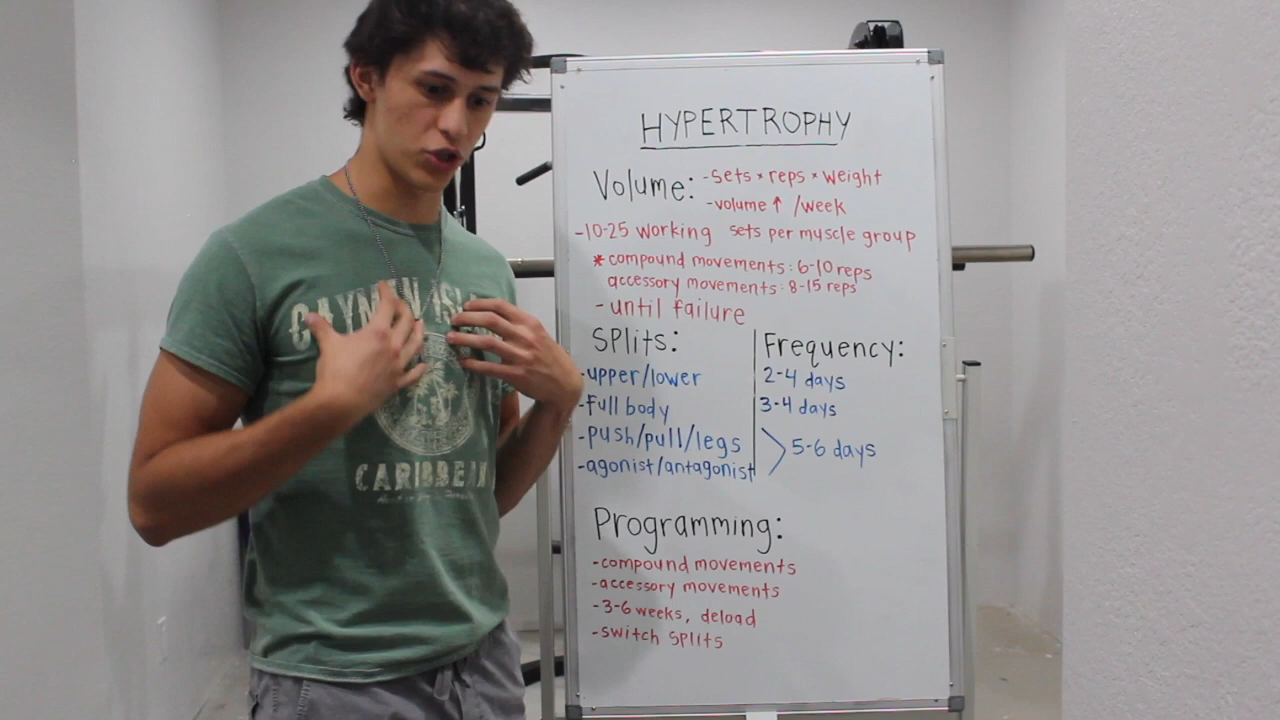 HYPERTROPHY
Volume: -sets * reps * weight
-volume ↑ /week
-10-25 working sets per muscle group
* compound movements: 6-10 reps
accessory movements: 8-15 reps
- until failure
Splits:
-upper/lower
-full body
-push/pull/legs
-agonist/antagonist
Frequency:
2-4 days
3-4 days
5-6 days
Programming:
-compound movements
-accessory movements
-3-6 weeks, deload
-switch splits
CAYMAN ISL
CARIBBEAN